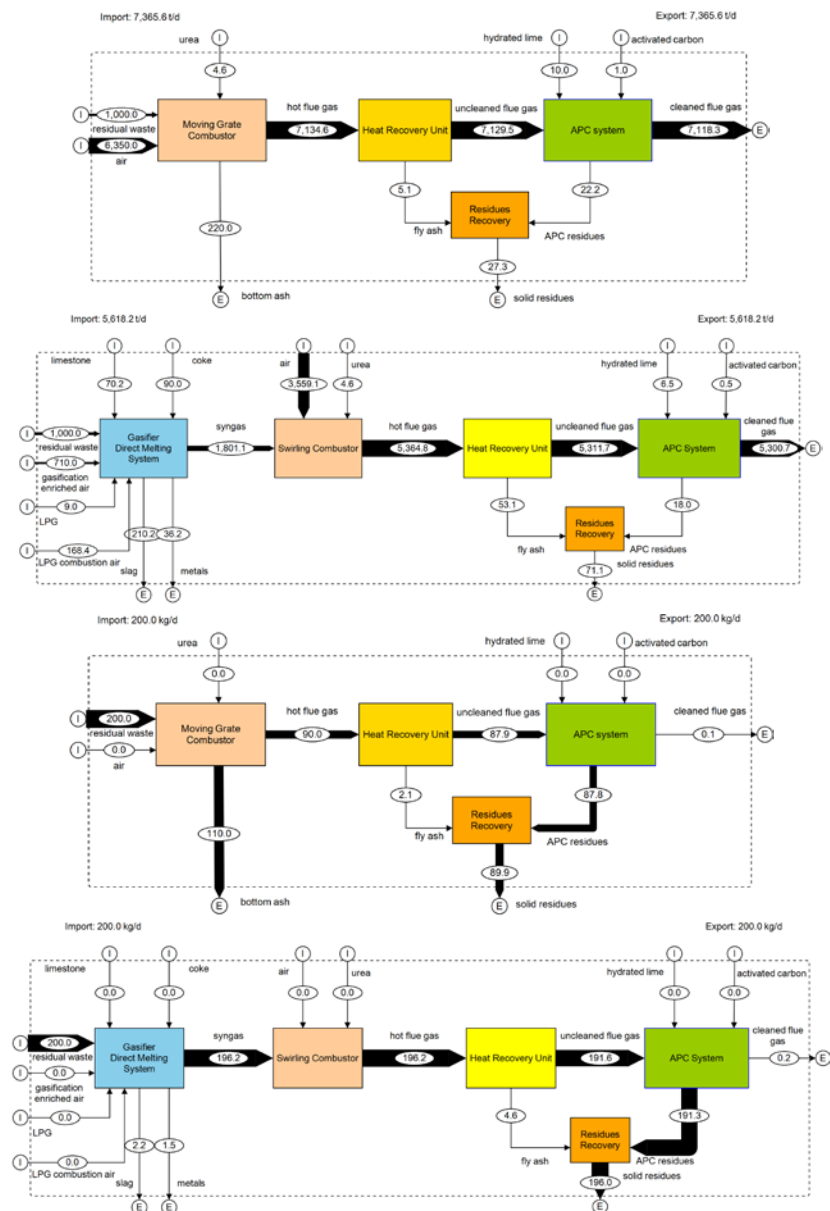 Import: 7,365.6 t/d
Export: 7,365.6 t/d
urea
hydrated lime
activated carbon
I
I
I
4.6
10.0
1.0
hot flue gas
uncleaned flue gas
cleaned flue gas
I
1,000.0
residual waste
Moving Grate
Combustor
7,134.6
Heat Recovery Unit
7,129.5
APC system
7,118.3
E
I
6,350.0
air
5.1
22.2
220.0
Residues
Recovery
fly ash
APC residues
27.3
E
bottom ash
E
solid residues
Import: 5,618.2 t/d
Export: 5,618.2 t/d
I
I
I
I
I
I
limestone
coke
air
urea
hydrated lime
activated carbon
70.2
90.0
3,559.1
4.6
6.5
0.5
syngas
hot flue gas
uncleaned flue gas
cleaned flue
gas
I
1,000.0
residual waste
Gasifier
Direct Melting
System
1,801.1
Swirling Combustor
5,364.8
Heat Recovery Unit
5,311.7
APC System
5,300.7
E
I
710.0
gasification
enriched air
I
9.0
LPG
53.1
18.0
210.2
36.2
Residues
Recovery
I
168.4
LPG combustion air
fly ash
APC residues
slag
metals
71.1
solid residues
E
E
E
Import: 200.0 kg/d
Export: 200.0 kg/d
urea
hydrated lime
activated carbon
I
I
I
0.0
0.0
0.0
hot flue gas
uncleaned flue gas
cleaned flue gas
I
200.0
residual waste
Moving Grate
Combustor
90.0
Heat Recovery Unit
87.9
APC system
0.1
E
I
0.0
air
2.1
87.8
110.0
Residues
Recovery
fly ash
APC residues
89.9
E
bottom ash
E
solid residues
Import: 200.0 kg/d
Export: 200.0 kg/d
I
I
I
I
I
I
limestone
coke
air
urea
hydrated lime
activated carbon
0.0
0.0
0.0
0.0
0.0
0.0
syngas
hot flue gas
uncleaned flue gas
cleaned flue
gas
I
200.0
residual waste
Gasifier
Direct Melting
System
196.2
Swirling Combustor
196.2
Heat Recovery Unit
191.6
APC System
0.2
E
I
0.0
gasification
enriched air
I
0.0
LPG
4.6
191.3
2.2
1.5
Residues
Recovery
I
0.0
LPG combustion air
fly ash
APC residues
slag
metals
196.0
solid residues
E
E
E